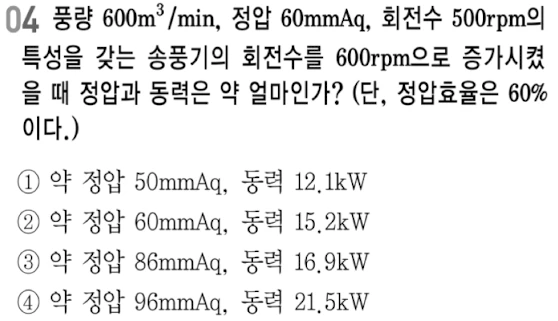 04 풍량 600m³/min, 정압 60mmAq, 회전수 500rpm의
특성을 갖는 송풍기의 회전수를 600rpm으로 증가시켰
을 때 정압과 동력은 약 얼마인가? (단, 정압효율은 60%
이다.)
① 약 정압 50mmAq, 동력 12.1kW
② 약 정압 60mmAq, 동력 15.2kW
③ 약 정압 86mmAq, 동력 16.9kW
④ 약 정압 96mmAq, 동력 21.5kW